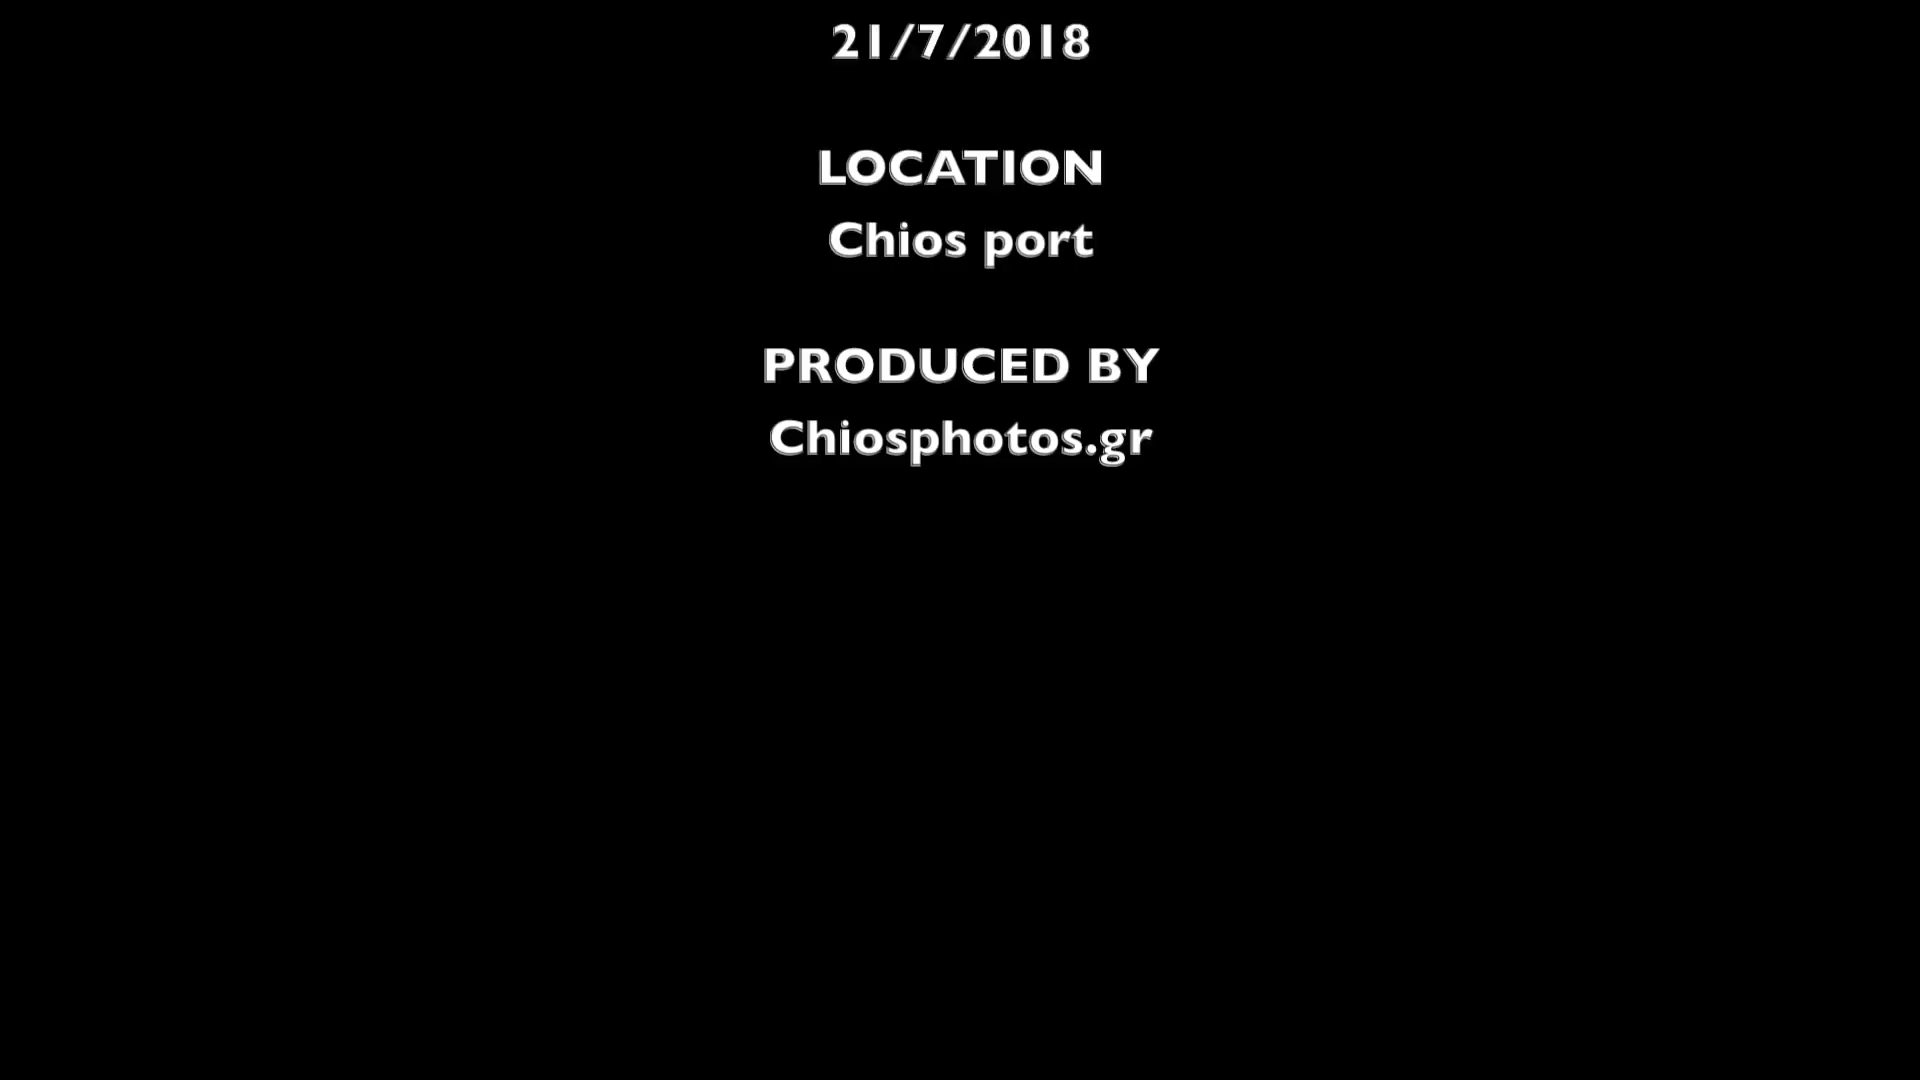 21/7/2018
LOCATION
Chios port
PRODUCED BY
Chiosphotos.gr